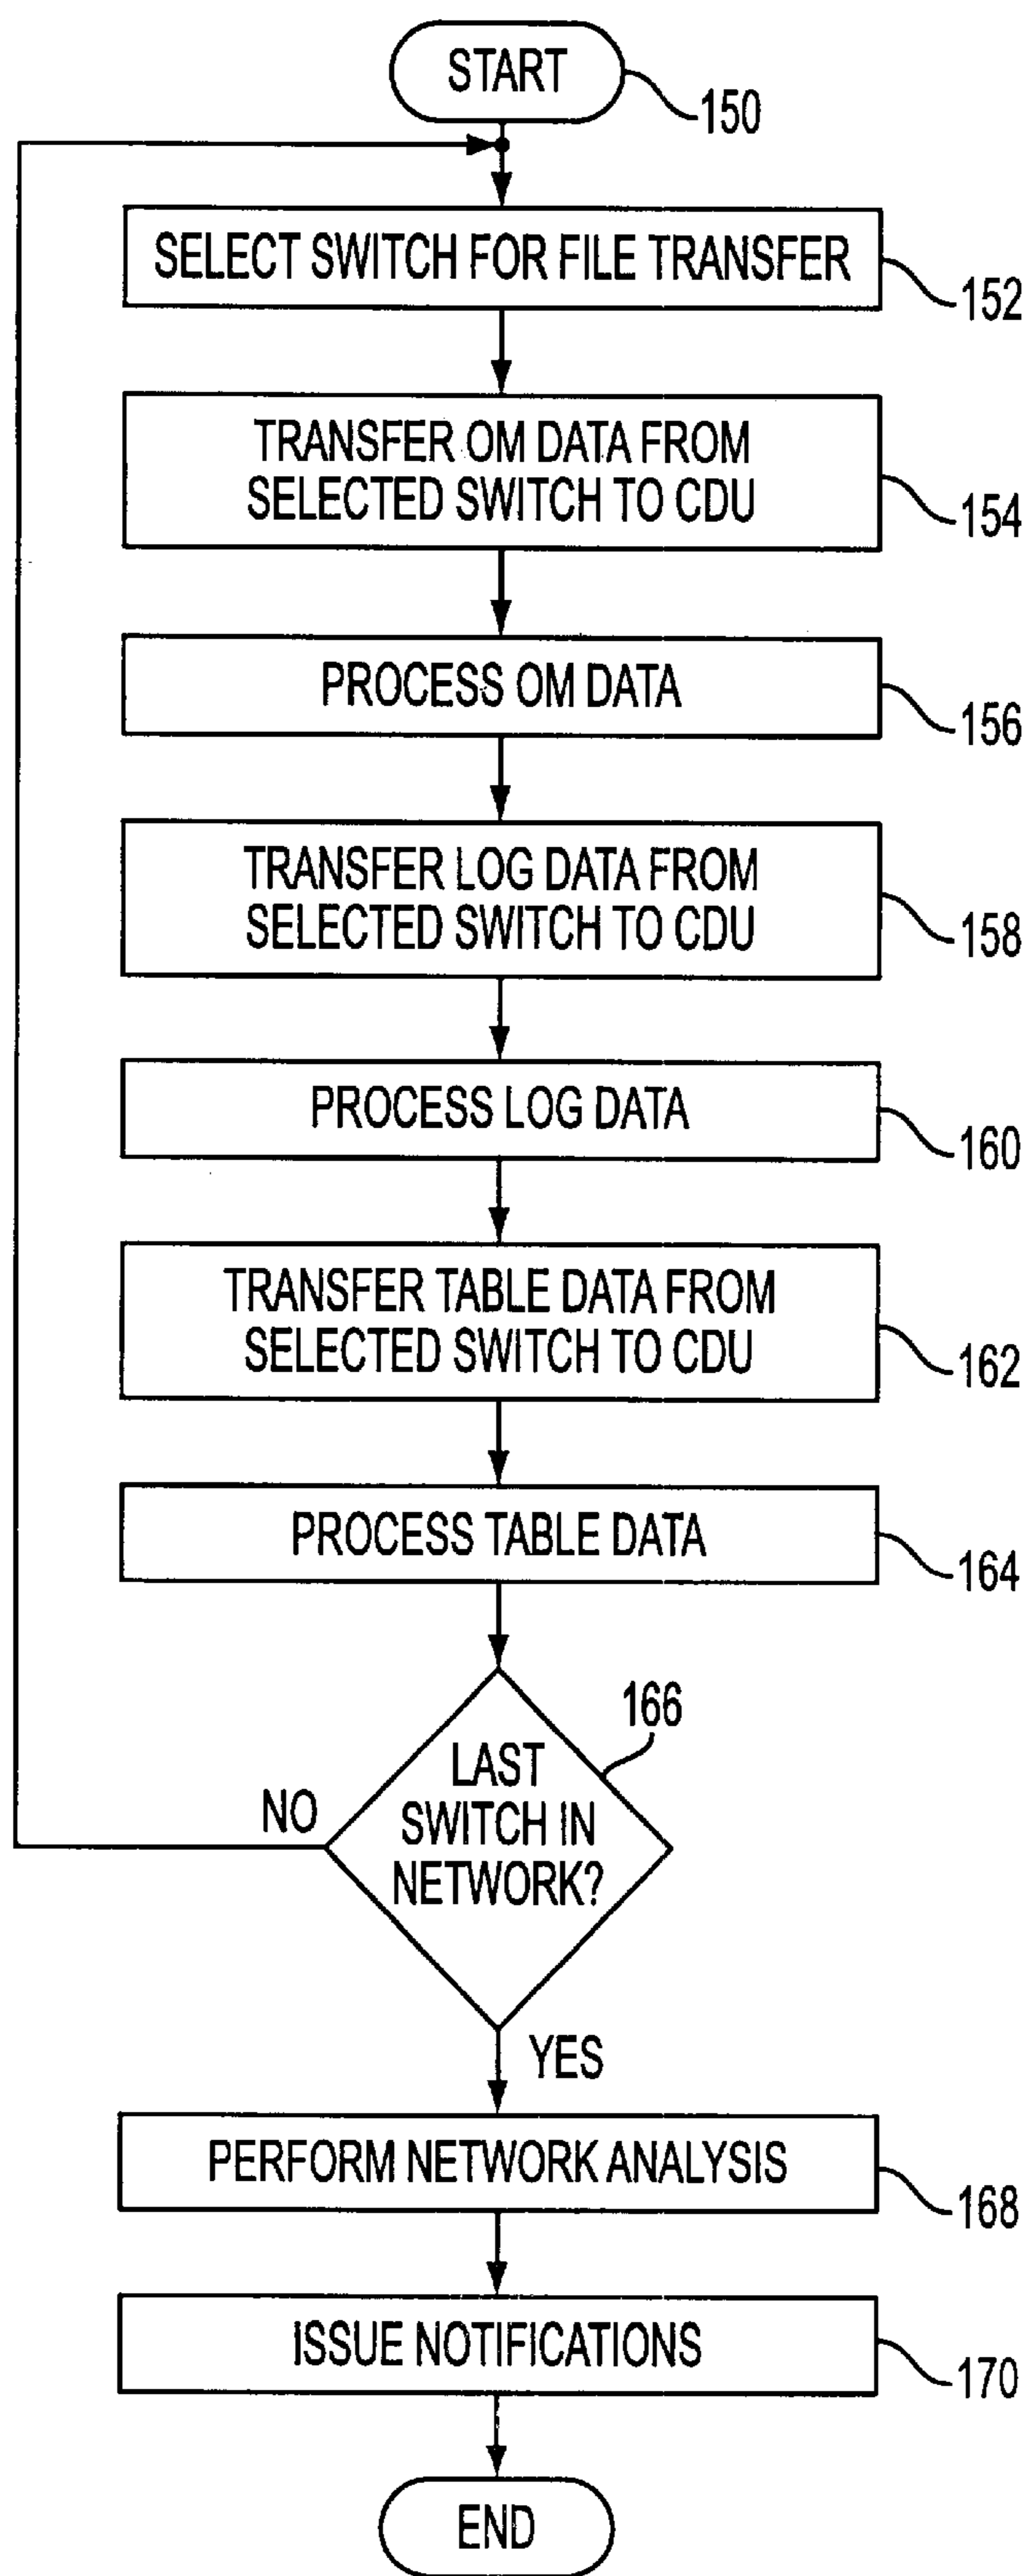 START
150
SELECT SWITCH FOR FILE TRANSFER
152
TRANSFER OM DATA FROM
SELECTED SWITCH TO CDU
154
PROCESS OM DATA
156
TRANSFER LOG DATA FROM
SELECTED SWITCH TO CDU
158
PROCESS LOG DATA
160
TRANSFER TABLE DATA FROM
SELECTED SWITCH TO CDU
162
PROCESS TABLE DATA
164
166
LAST
SWITCH IN
NETWORK?
NO
YES
PERFORM NETWORK ANALYSIS
168
ISSUE NOTIFICATIONS
170
END